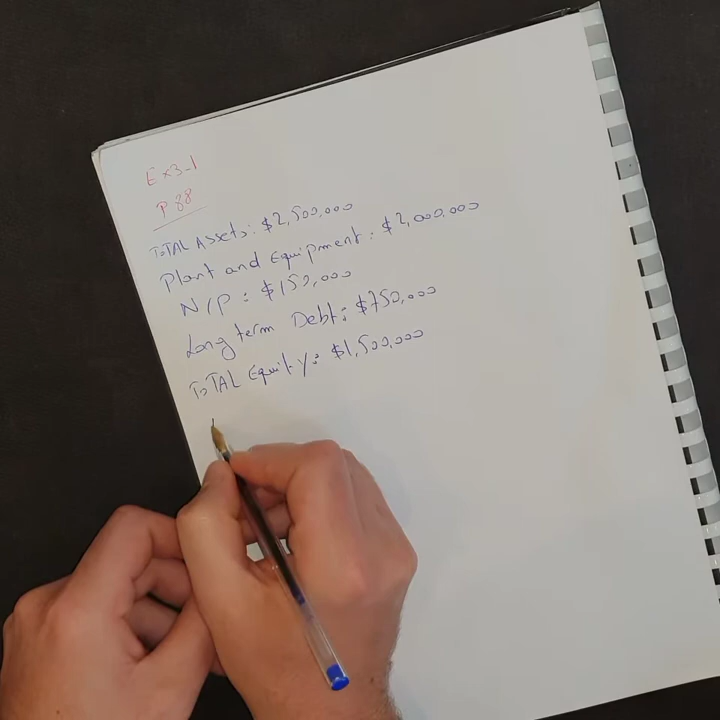 Ex3-1
P 88
ToTAL Assets: $2,500,000
Plant and Equipment: $2,000,000
N/P: $150,000
Long term Debt: $750,000
ToTAL Equity: $1,500,000